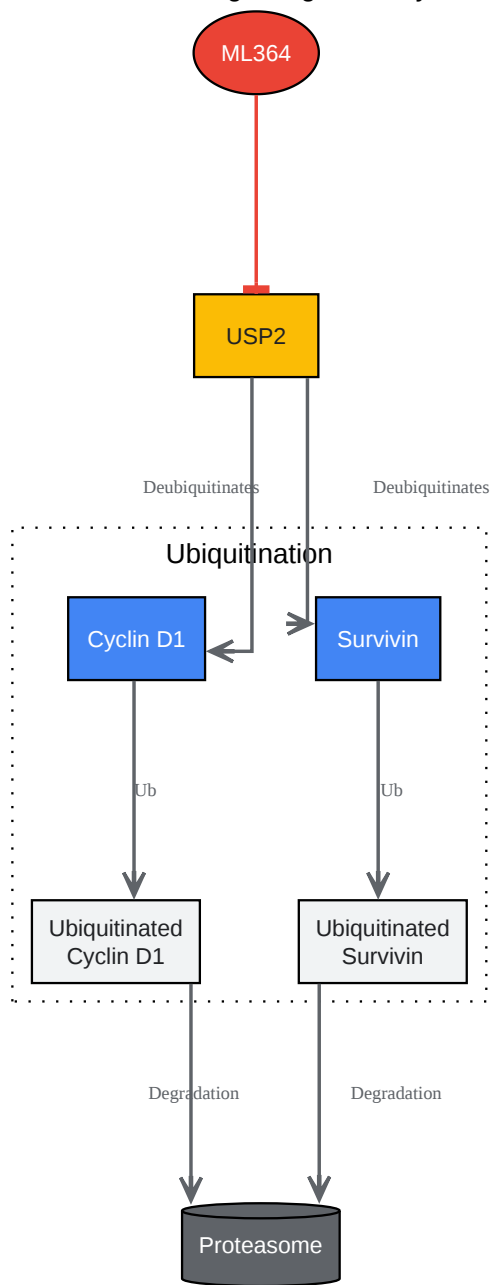 ML364
USP2
Deubiquitinates
Deubiquitinates
Ubiquitination
Cyclin D1
Survivin
Ub
Ub
Ubiquitinated
Cyclin D1
Ubiquitinated
Survivin
Degradation
Degradation
Proteasome